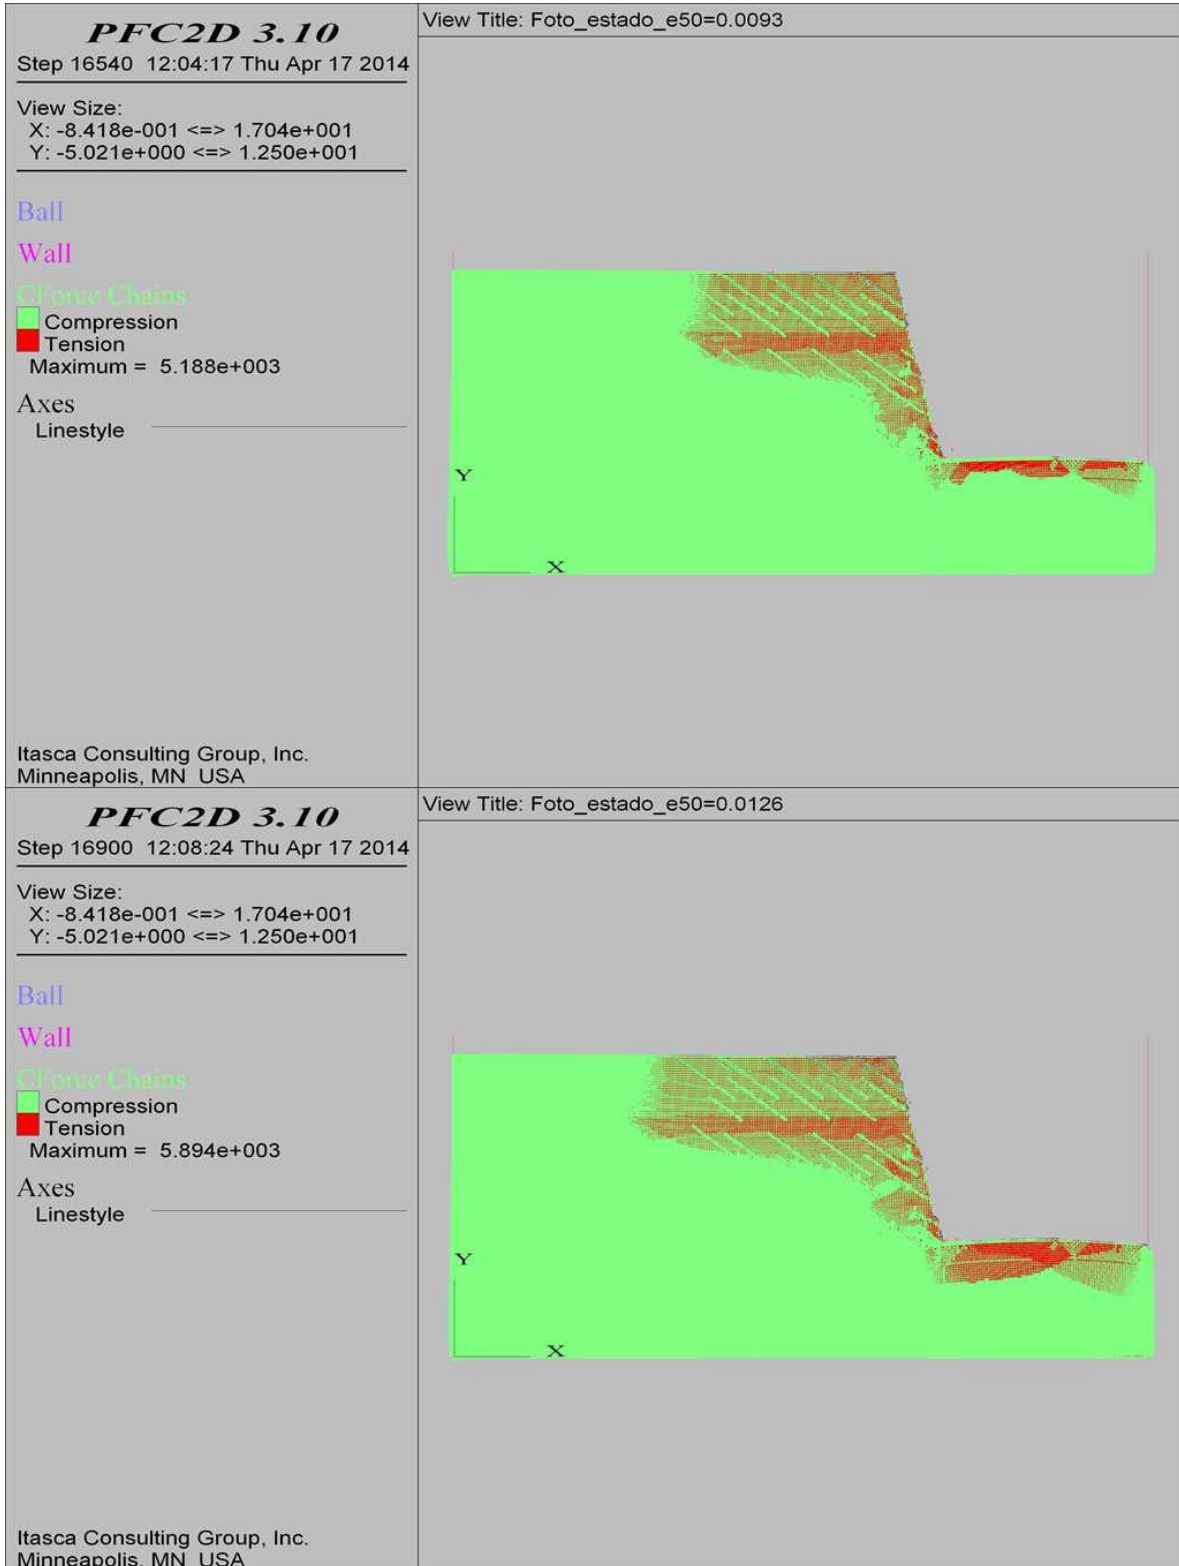 PFC2D 3.10
Step 16540  12:04:17 Thu Apr 17 2014
View Size:
X: -8.418e-001 <=> 1.704e+001
Y: -5.021e+000 <=> 1.250e+001
Ball
Wall
CForce Chains
Compression
Tension
Maximum =  5.188e+003
Axes
Linestyle
Itasca Consulting Group, Inc.
Minneapolis, MN  USA
View Title: Foto_estado_e50=0.0093
Y
X
PFC2D 3.10
Step 16900  12:08:24 Thu Apr 17 2014
View Size:
X: -8.418e-001 <=> 1.704e+001
Y: -5.021e+000 <=> 1.250e+001
Ball
Wall
CForce Chains
Compression
Tension
Maximum =  5.894e+003
Axes
Linestyle
Itasca Consulting Group, Inc.
Minneapolis, MN  USA
View Title: Foto_estado_e50=0.0126
Y
X